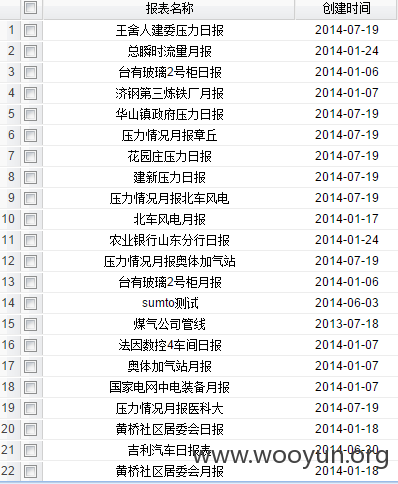 报表名称 创建时间
1 王舍人建委压力日报 2014-07-19
2 总瞬时流量月报 2014-01-24
3 台有玻璃2号柜日报 2014-01-06
4 济钢第三炼铁厂月报 2014-01-07
5 华山镇政府压力日报 2014-07-19
6 压力情况月报章丘 2014-07-19
7 花园庄压力日报 2014-07-19
8 建新压力日报 2014-07-19
9 压力情况月报北车风电 2014-07-19
10 北车风电月报 2014-01-17
11 农业银行山东分行日报 2014-01-24
12 压力情况月报奥体加气站 2014-07-19
13 台有玻璃2号柜月报 2014-01-06
14 sumto测试 2014-06-03
15 煤气公司管线 2013-07-18
16 法因数控4车间日报 2014-01-07
17 奥体加气站月报 2014-01-07
18 国家电网中电装备月报 2014-01-07
19 压力情况月报医科大 2014-07-19
20 黄桥社区居委会日报 2014-01-18
21 吉利汽车日报表 2014-06-20
22 黄桥社区居委会月报 2014-01-18
www.wooyun.org